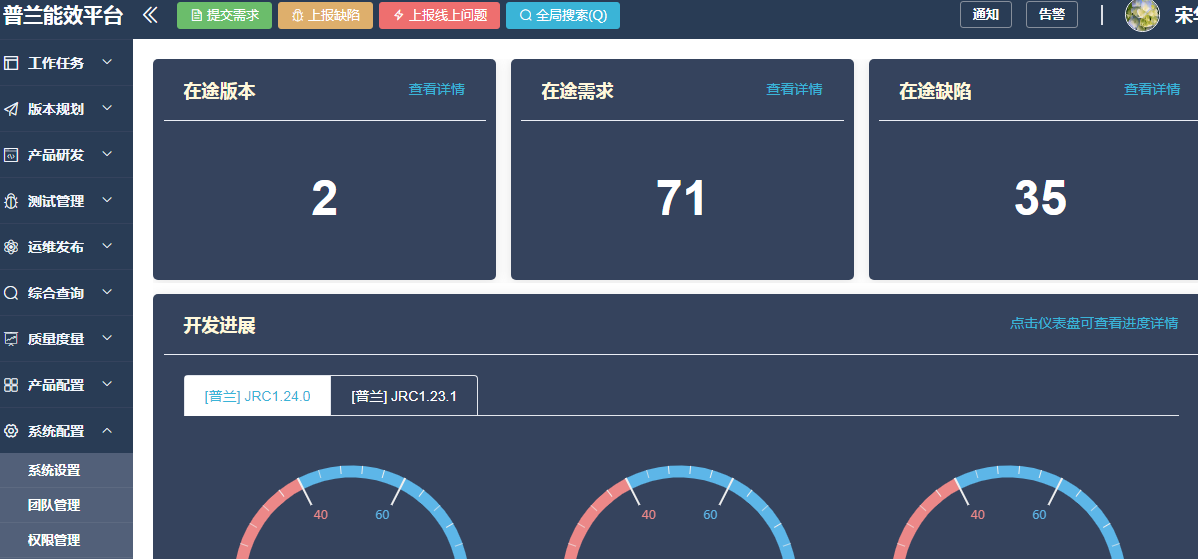 普兰能效平台
提交需求
上报缺陷
上报线上问题
全局搜索(Q)
通知
告警
工作任务
版本规划
产品研发
测试管理
运维发布
综合查询
质量度量
产品配置
系统配置
系统设置
团队管理
权限管理
在途版本 查看详情
2
在途需求 查看详情
71
在途缺陷 查看详情
35
开发进展 点击仪表盘可查看进度详情
[普兰] JRC1.24.0
[普兰] JRC1.23.1
40 60
40 60
40 60